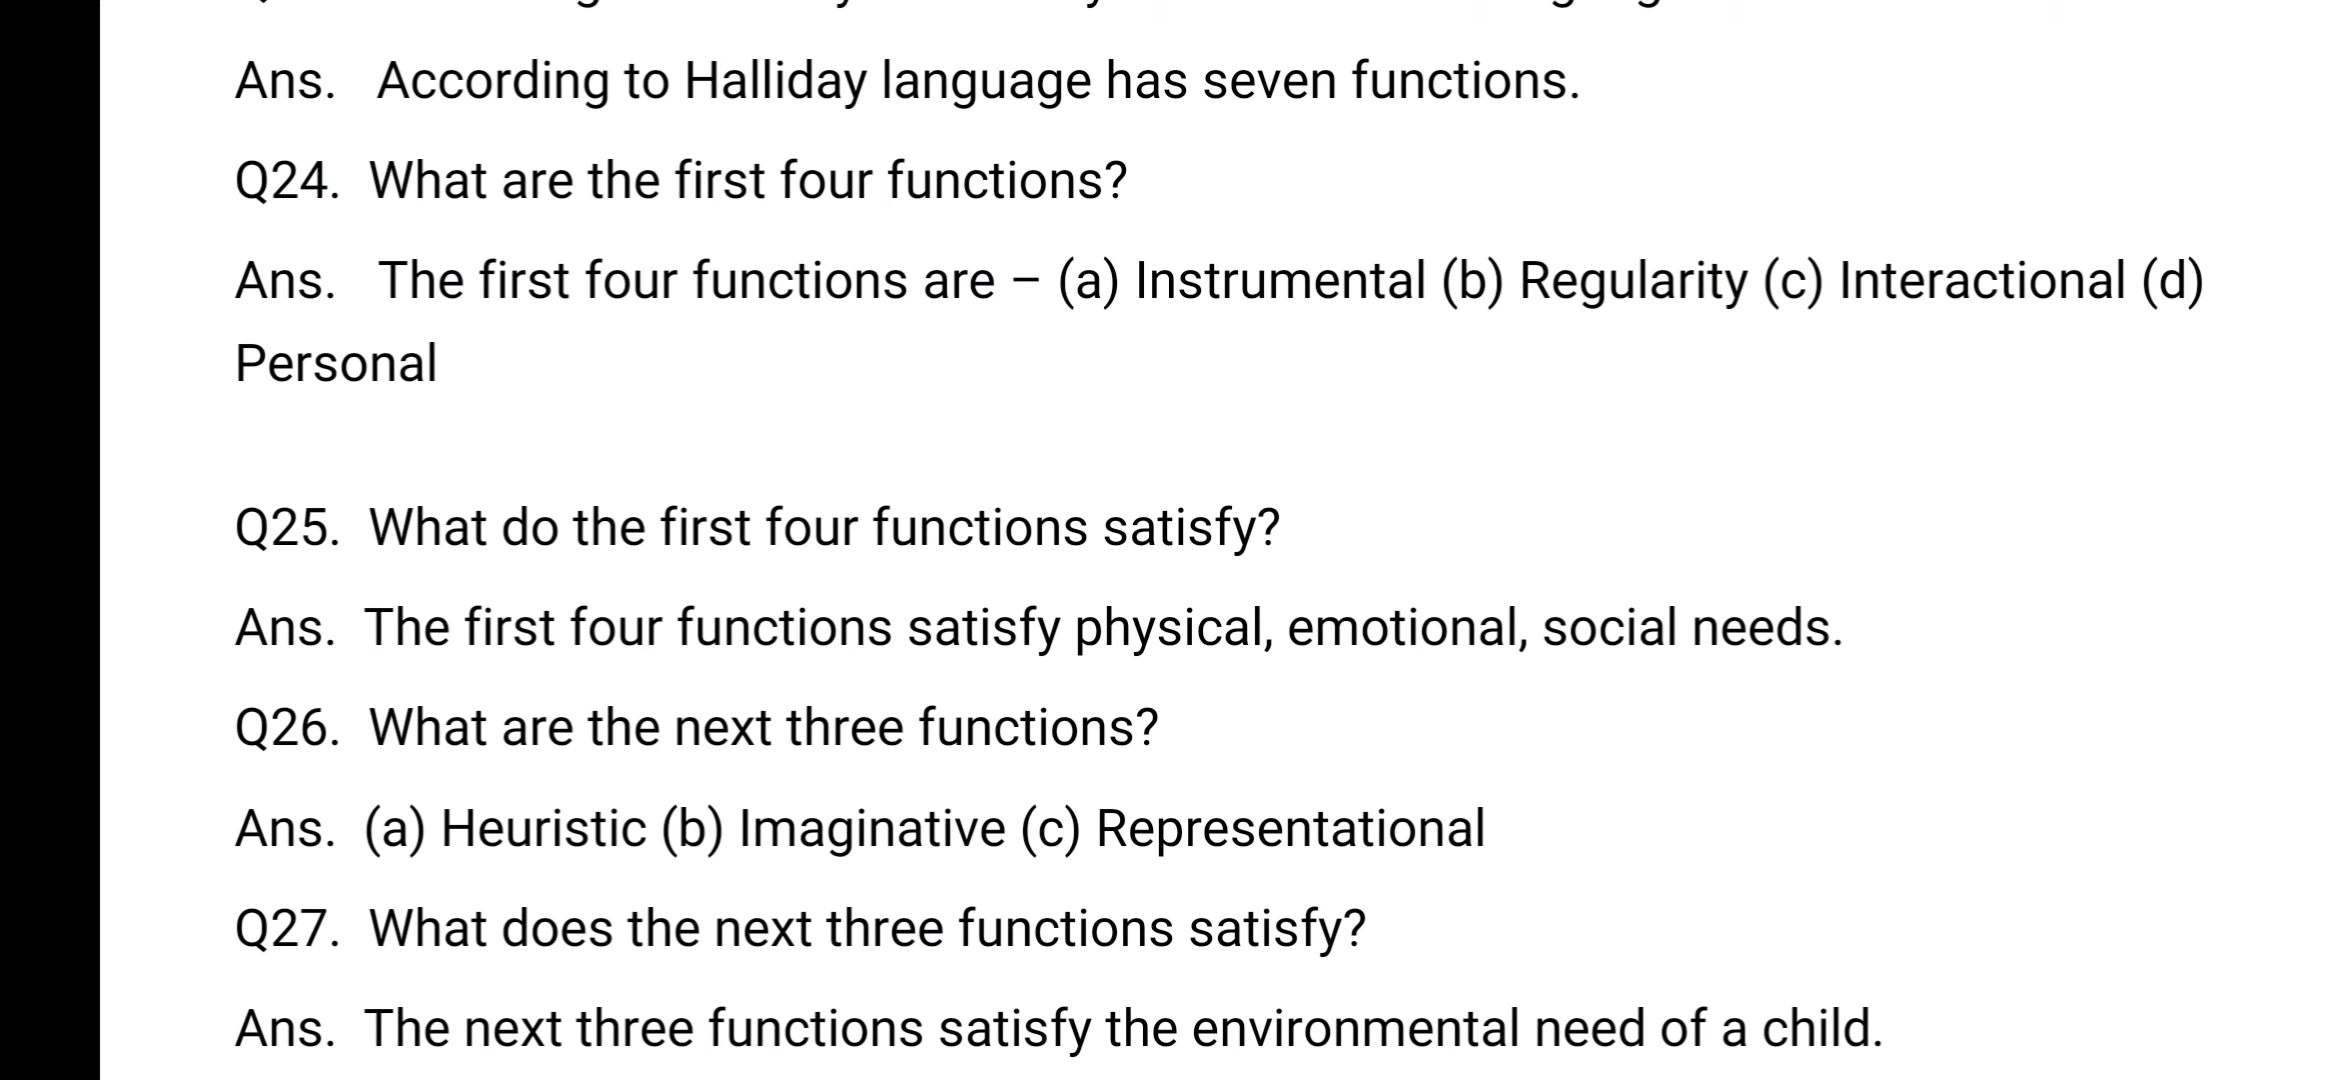 Ans. According to Halliday language has seven functions.
Q24. What are the first four functions?
Ans. The first four functions are – (a) Instrumental (b) Regularity (c) Interactional (d)
Personal
Q25. What do the first four functions satisfy?
Ans. The first four functions satisfy physical, emotional, social needs.
Q26. What are the next three functions?
Ans. (a) Heuristic (b) Imaginative (c) Representational
Q27. What does the next three functions satisfy?
Ans. The next three functions satisfy the environmental need of a child.